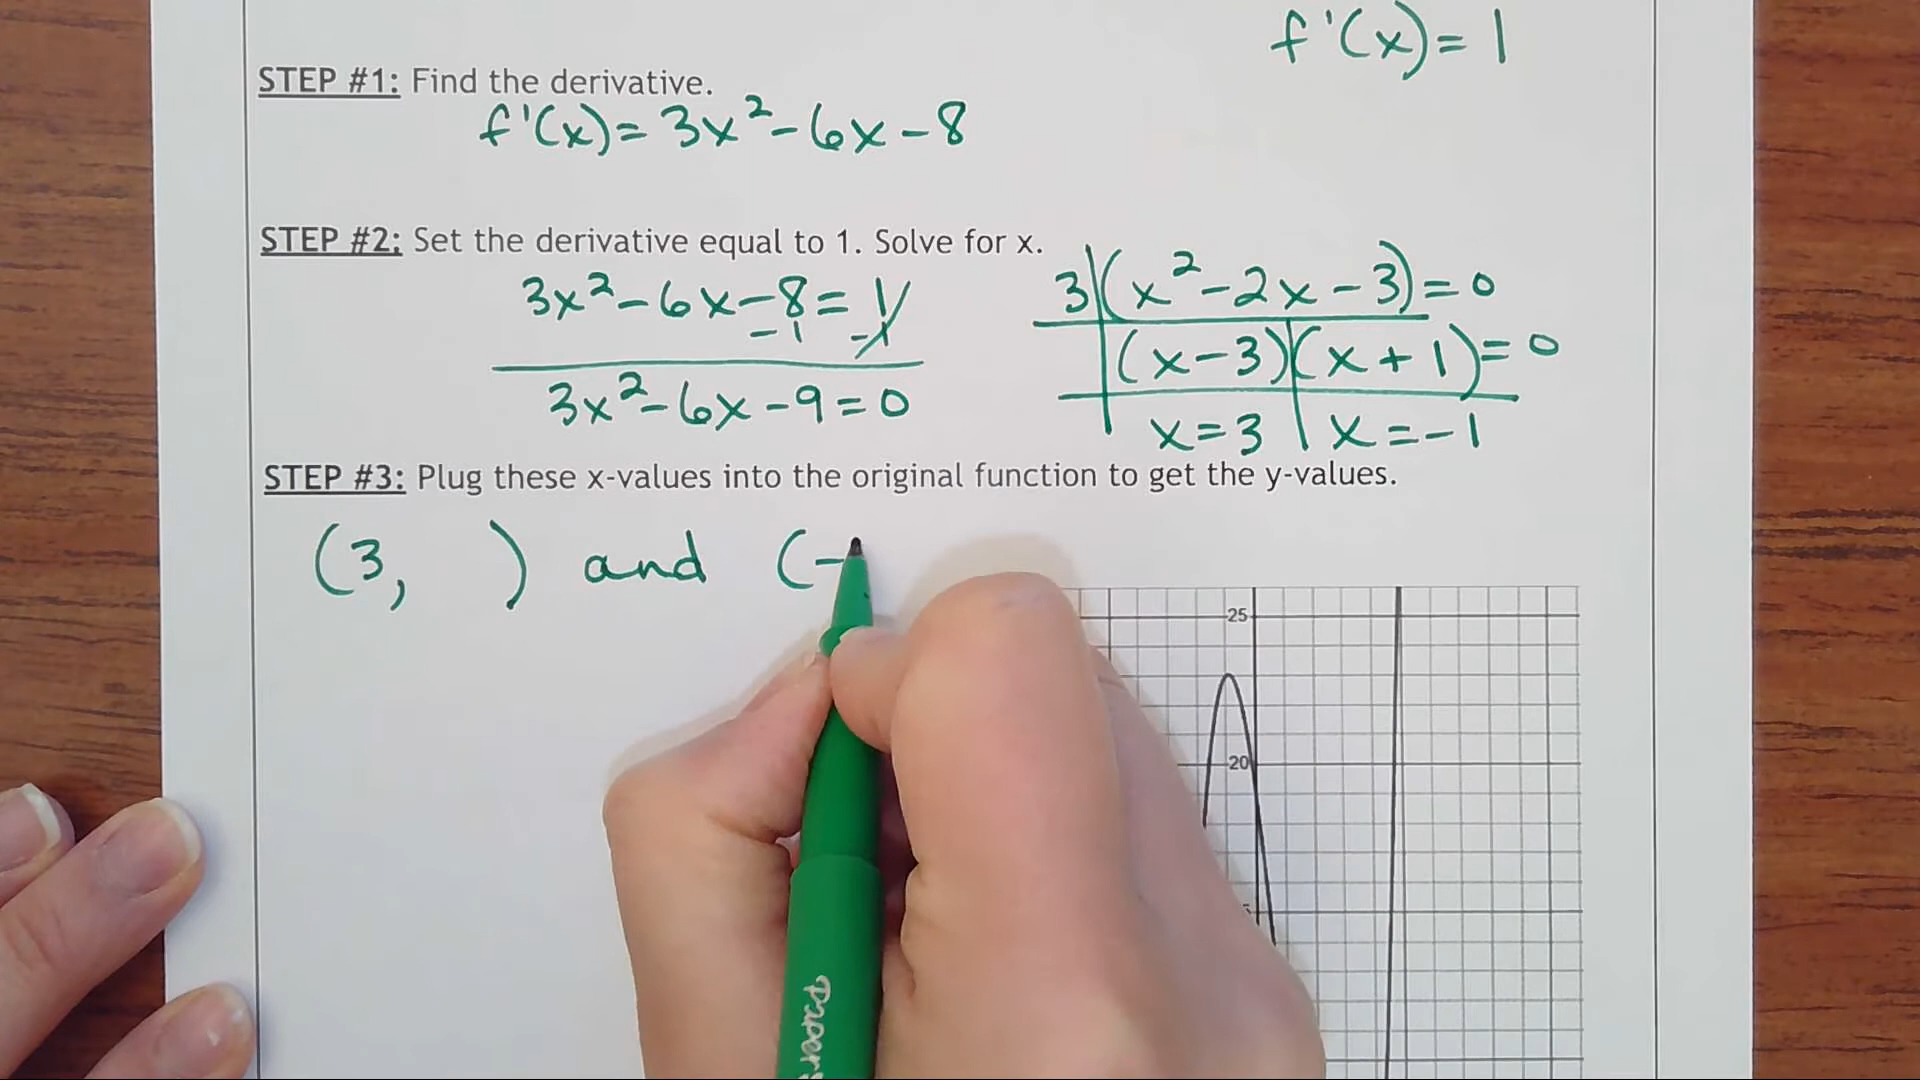 f'(x) = 1
STEP #1: Find the derivative.
f'(x) = 3x² - 6x - 8
STEP #2: Set the derivative equal to 1. Solve for x.
3x² - 6x - 8 = 1
-1 -1
3x² - 6x - 9 = 0
3(x² - 2x - 3) = 0
(x - 3)(x + 1) = 0
x = 3 x = -1
STEP #3: Plug these x-values into the original function to get the y-values.
(3, ) and (-
25
20
Paper